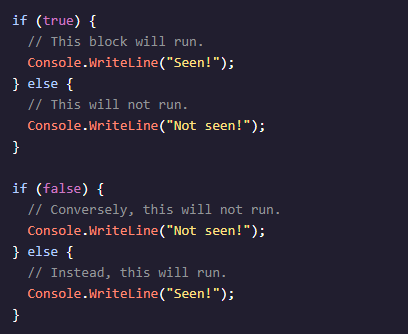 if (true) {
  // This block will run.
  Console.WriteLine("Seen!");
} else {
  // This will not run.
  Console.WriteLine("Not seen!");
}

if (false) {
  // Conversely, this will not run.
  Console.WriteLine("Not seen!");
} else {
  // Instead, this will run.
  Console.WriteLine("Seen!");
}